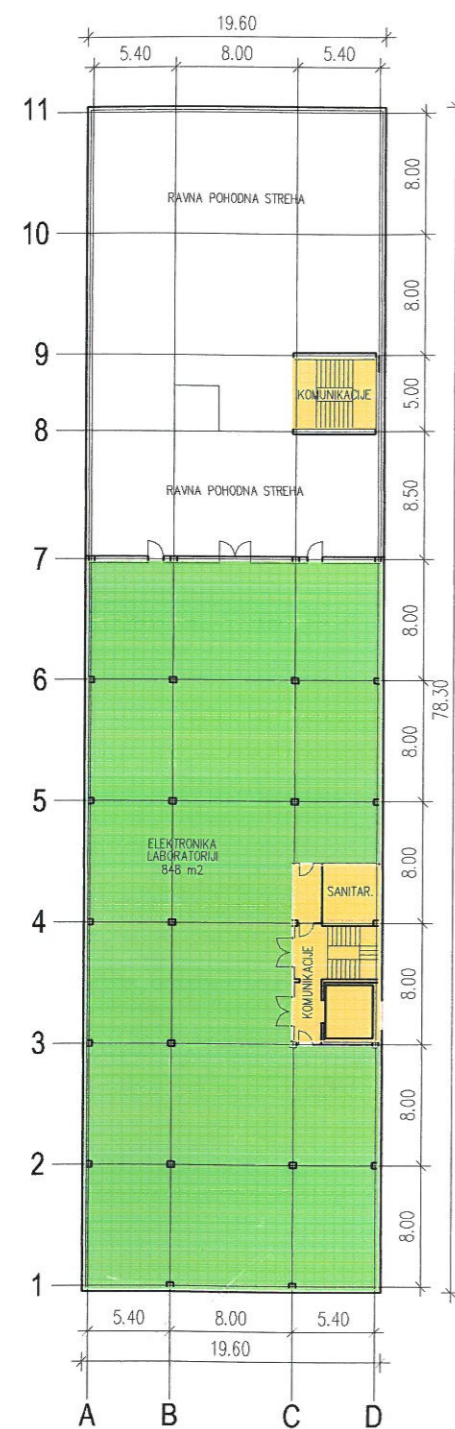 19.60
5.40 8.00 5.40
11
8.00
RAVNA POHODNA STREHA
10
8.00
9
KOMUNIKACIJE
5.00
8
8.50
RAVNA POHODNA STREHA
7
8.00
6
78.30
8.00
5
8.00
ELEKTRONIKA
LABORATORIJI
848 m2
SANITAR.
4
KOMUNIKACIJE
8.00
3
8.00
2
8.00
1
5.40 8.00 5.40
19.60
A B C D